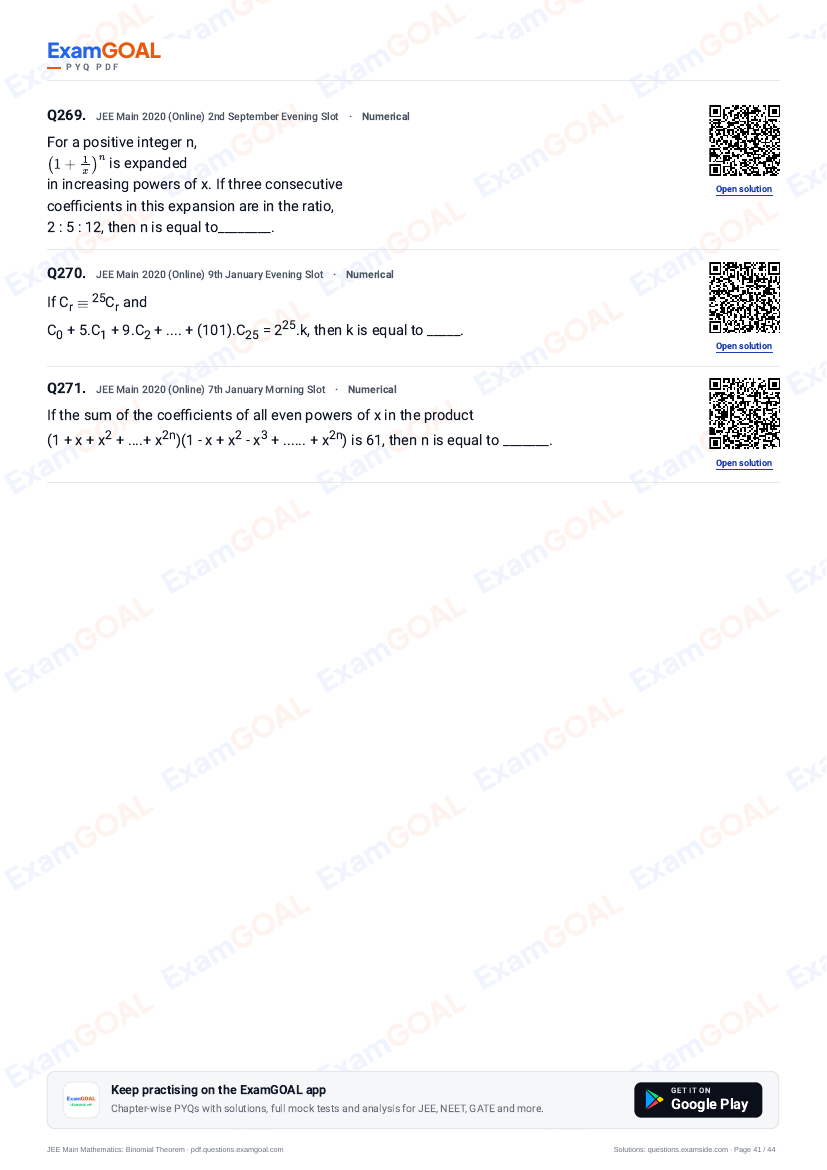 ExamGOAL
PYQ PDF
Q269. JEE Main 2020 (Online) 2nd September Evening Slot · Numerical
For a positive integer n,
(1 + 1/x)^n is expanded
in increasing powers of x. If three consecutive
coefficients in this expansion are in the ratio,
2 : 5 : 12, then n is equal to________.
Open solution
Q270. JEE Main 2020 (Online) 9th January Evening Slot · Numerical
If C_r ≡ ^25C_r and
C_0 + 5.C_1 + 9.C_2 + .... + (101).C_25 = 2^25.k, then k is equal to _____.
Open solution
Q271. JEE Main 2020 (Online) 7th January Morning Slot · Numerical
If the sum of the coefficients of all even powers of x in the product
(1 + x + x^2 + ....+ x^2n)(1 - x + x^2 - x^3 + ...... + x^2n) is 61, then n is equal to _______.
Open solution
ExamGOAL
Keep practising on the ExamGOAL app
Chapter-wise PYQs with solutions, full mock tests and analysis for JEE, NEET, GATE and more.
GET IT ON
Google Play
JEE Main Mathematics: Binomial Theorem · pdf.questions.examgoal.com
Solutions: questions.examside.com · Page 41 / 44